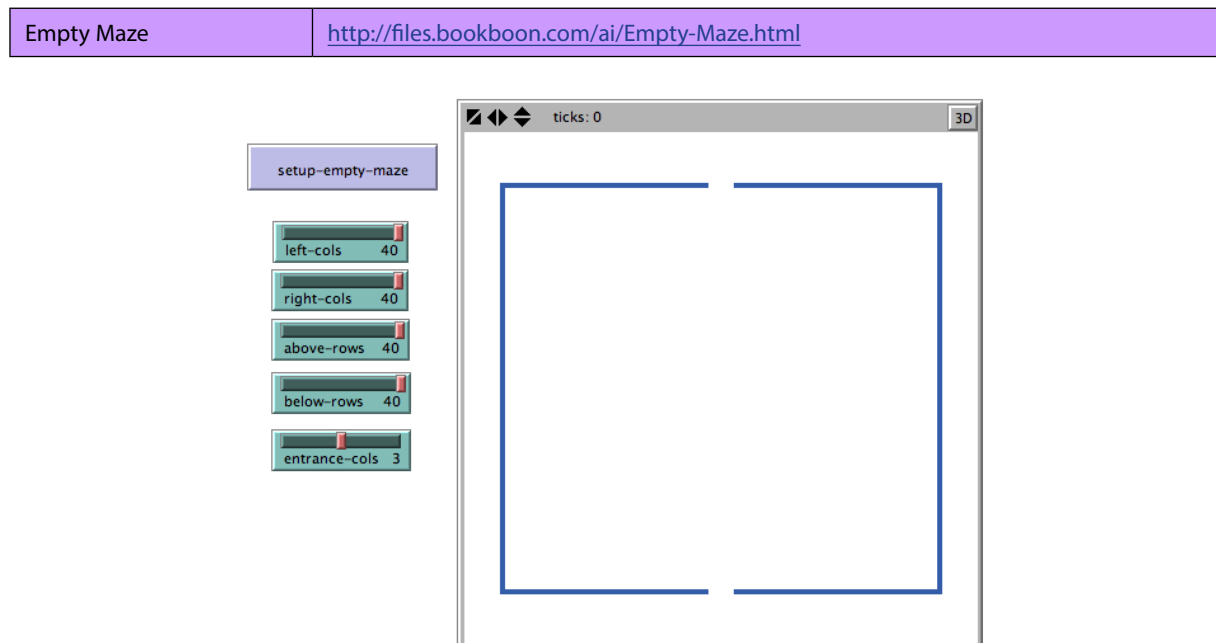 Empty Maze http://files.bookboon.com/ai/Empty-Maze.html
ticks: 0 3D
setup-empty-maze
left-cols 40
right-cols 40
above-rows 40
below-rows 40
entrance-cols 3